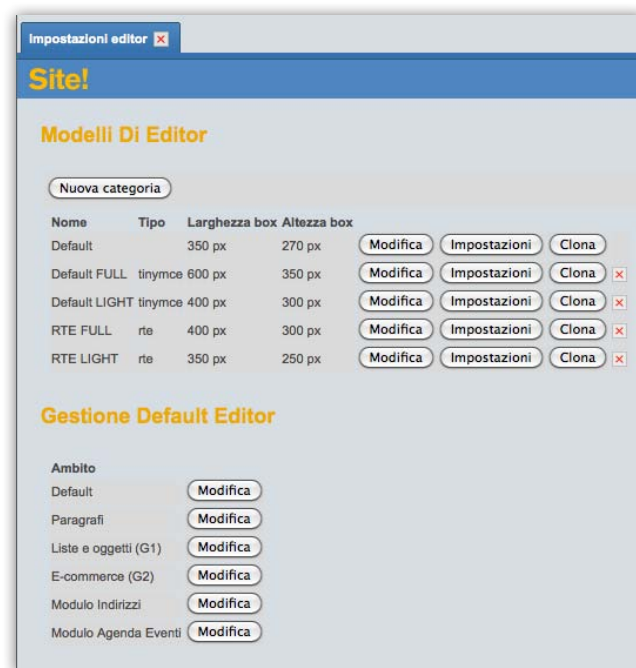 Impostazioni editor
Site!
Modelli Di Editor
Nuova categoria
Nome Tipo Larghezza box Altezza box
Default 350 px 270 px Modifica Impostazioni Clona
Default FULL tinymce 600 px 350 px Modifica Impostazioni Clona
Default LIGHT tinymce 400 px 300 px Modifica Impostazioni Clona
RTE FULL rte 400 px 300 px Modifica Impostazioni Clona
RTE LIGHT rte 350 px 250 px Modifica Impostazioni Clona
Gestione Default Editor
Ambito
Default Modifica
Paragrafi Modifica
Liste e oggetti (G1) Modifica
E-commerce (G2) Modifica
Modulo Indirizzi Modifica
Modulo Agenda Eventi Modifica